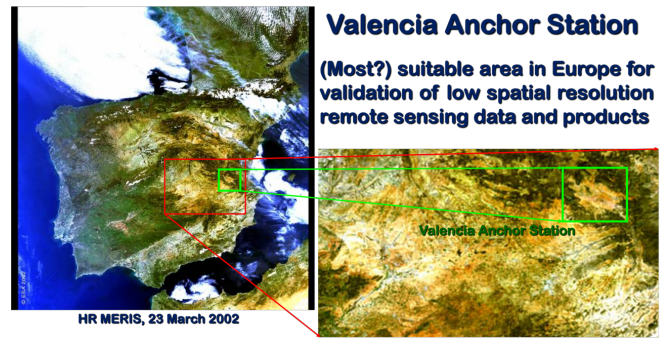 Valencia Anchor Station
(Most?) suitable area in Europe for
validation of low spatial resolution
remote sensing data and products
Valencia Anchor Station
HR MERIS, 23 March 2002